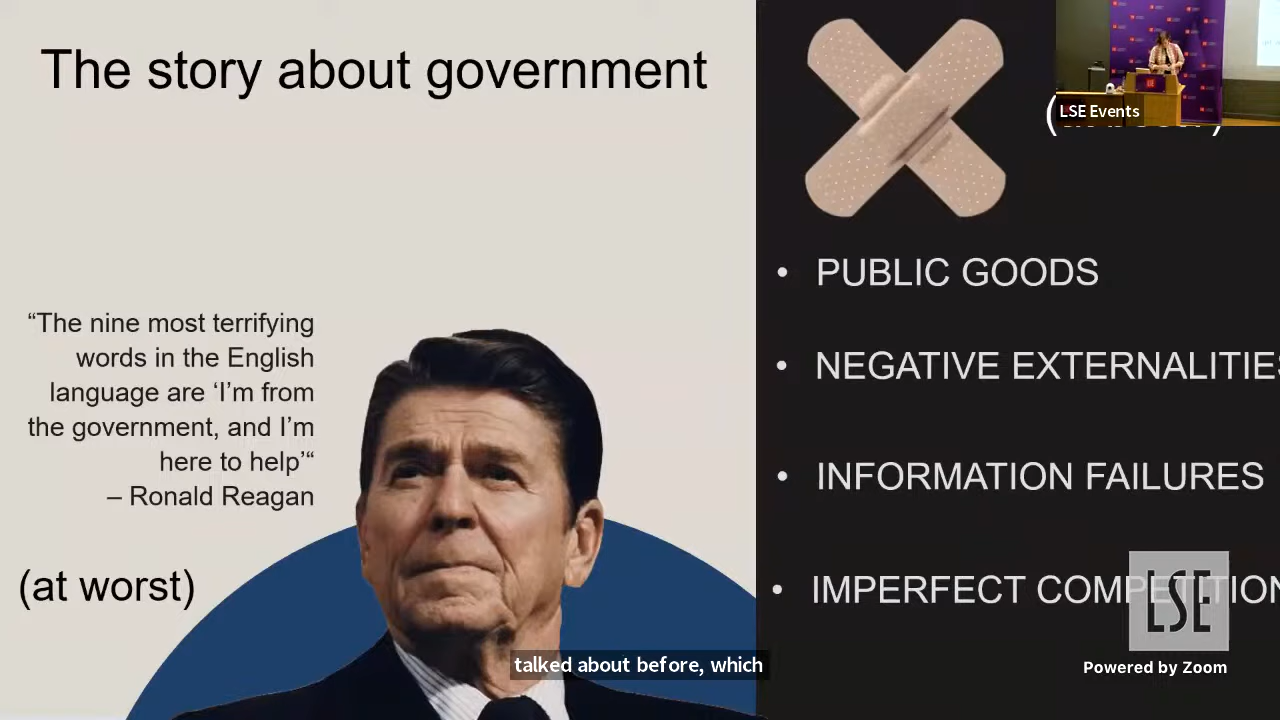 The story about government
“The nine most terrifying
words in the English
language are ‘I’m from
the government, and I’m
here to help’“
– Ronald Reagan
(at worst)
LSE Events
• PUBLIC GOODS
• NEGATIVE EXTERNALITIES
• INFORMATION FAILURES
• IMPERFECT COMPETITION
LSE
talked about before, which
Powered by Zoom